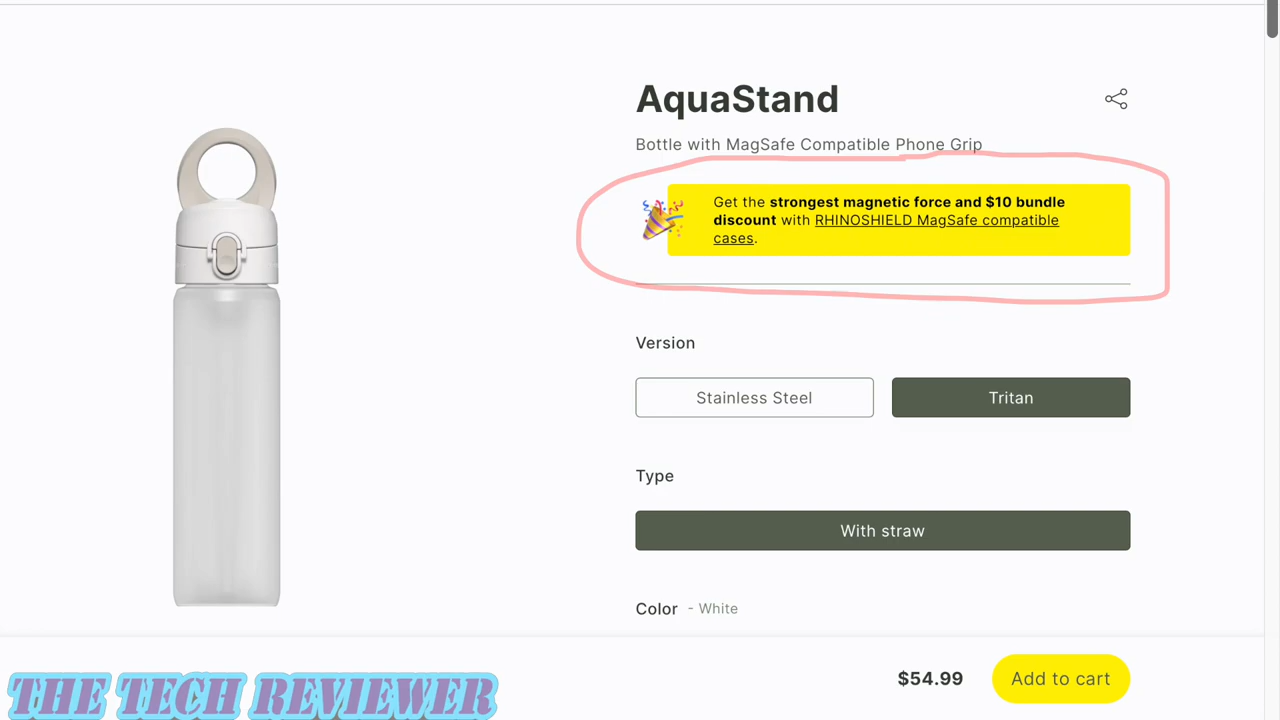 AquaStand
Bottle with MagSafe Compatible Phone Grip
Get the strongest magnetic force and $10 bundle
discount with RHINOSHIELD MagSafe compatible
cases.
Version
Stainless Steel
Tritan
Type
With straw
Color - White
$54.99
Add to cart
THE TECH REVIEWER